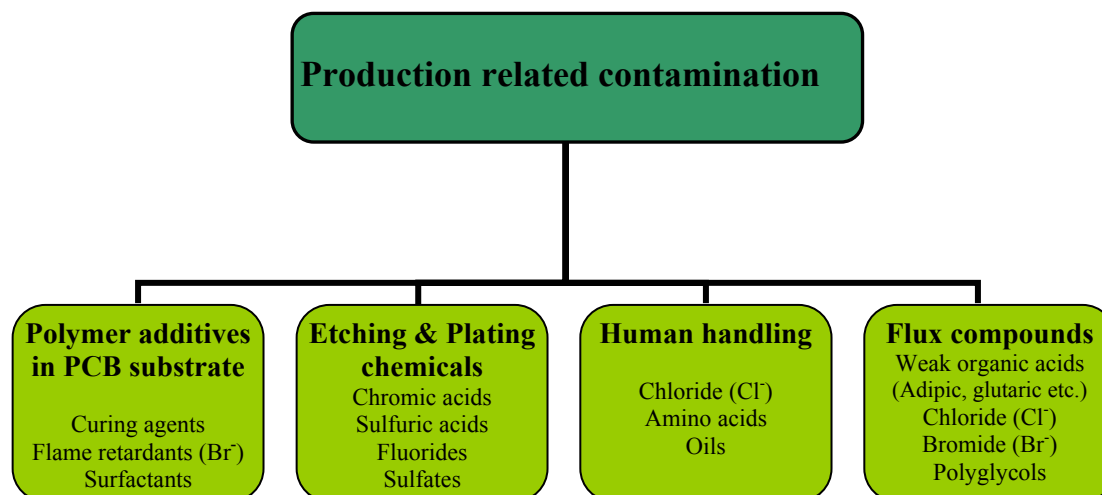 Production related contamination
Polymer additives
in PCB substrate
Curing agents
Flame retardants (Br⁻)
Surfactants
Etching & Plating
chemicals
Chromic acids
Sulfuric acids
Fluorides
Sulfates
Human handling
Chloride (Cl⁻)
Amino acids
Oils
Flux compounds
Weak organic acids
(Adipic, glutaric etc.)
Chloride (Cl⁻)
Bromide (Br⁻)
Polyglycols